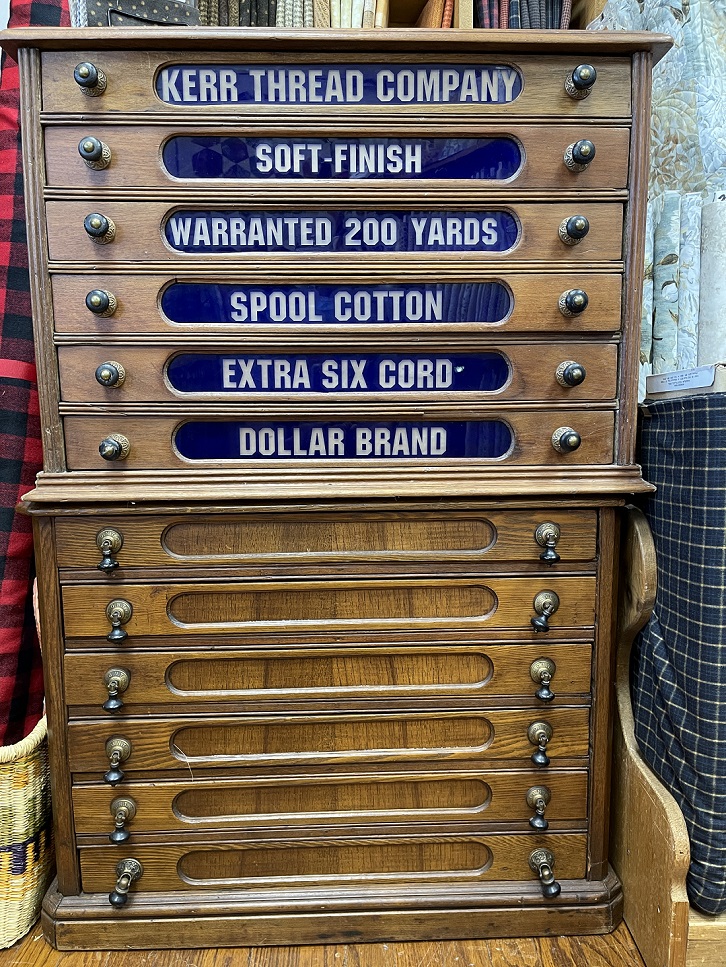 KERR THREAD COMPANY
SOFT-FINISH
WARRANTED 200 YARDS
SPOOL COTTON
EXTRA SIX CORD
DOLLAR BRAND